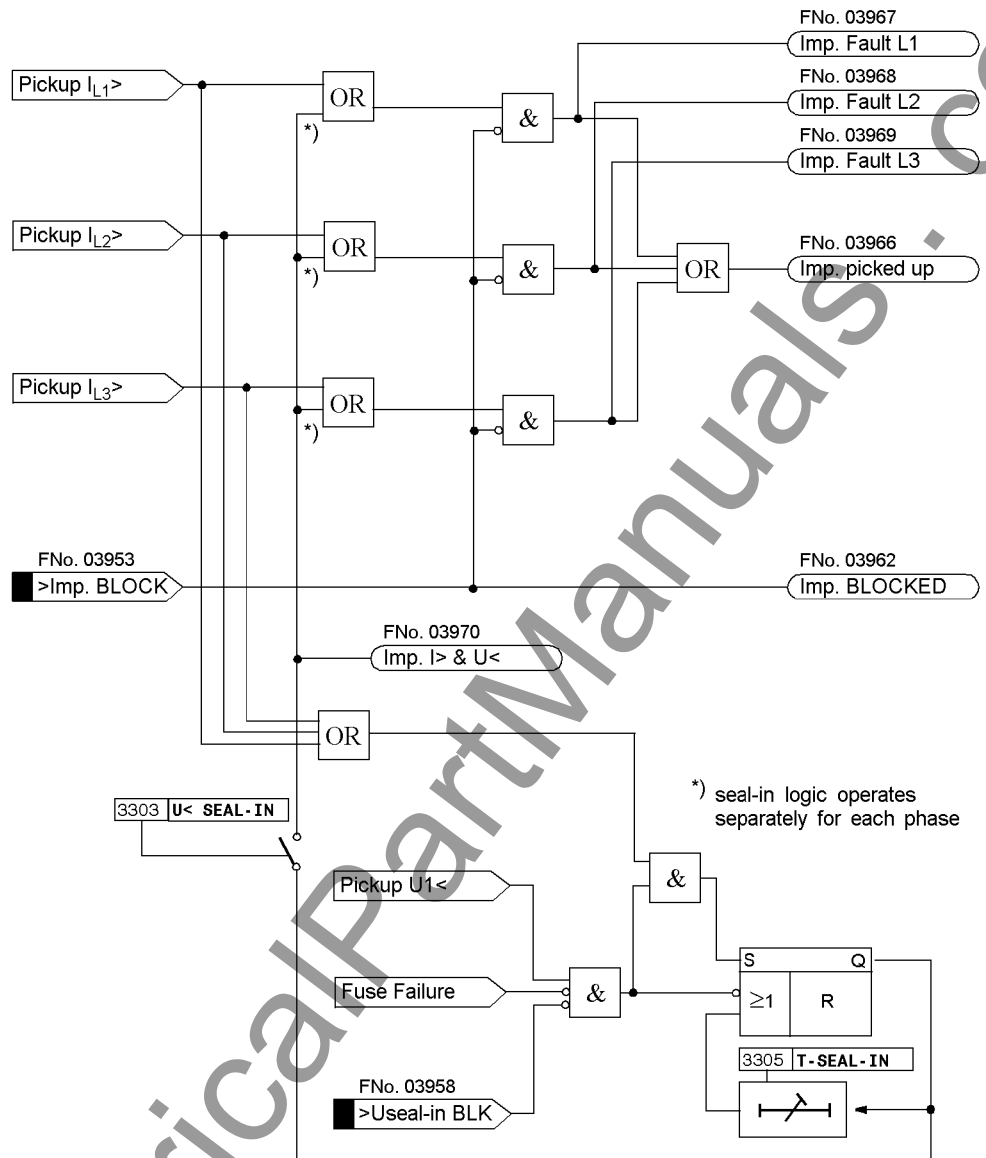 FNo. 03967
Imp. Fault L1
FNo. 03968
Imp. Fault L2
FNo. 03969
Imp. Fault L3
Pickup IL1>
OR
*)
&
Pickup IL2>
OR
*)
&
OR
FNo. 03966
Imp. picked up
Pickup IL3>
OR
*)
&
FNo. 03953
>Imp. BLOCK
FNo. 03962
Imp. BLOCKED
FNo. 03970
Imp. I> & U<
OR
3303 U< SEAL-IN
*) seal-in logic operates
separately for each phase
&
Pickup U1<
Fuse Failure
&
S Q
≥1 R
3305 T-SEAL-IN
FNo. 03958
>Useal-in BLK
ricalPartManuals . co